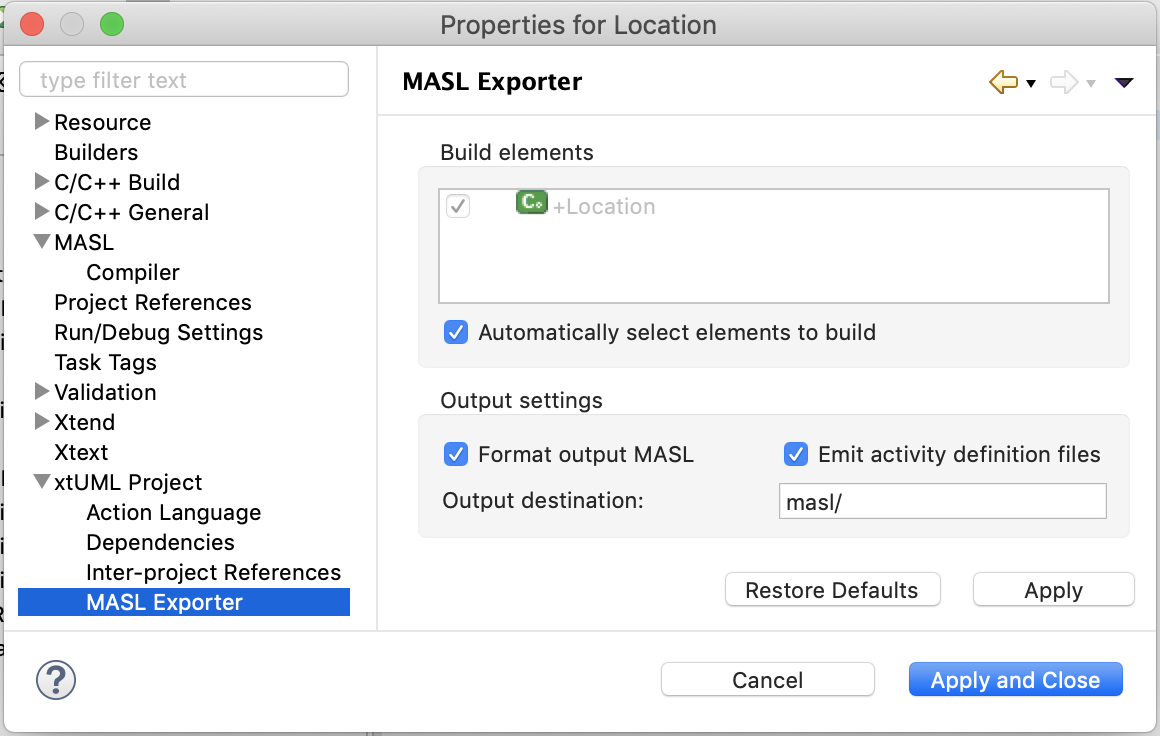 Properties for Location
type filter text
Resource
Builders
C/C++ Build
C/C++ General
MASL
Compiler
Project References
Run/Debug Settings
Task Tags
Validation
Xtend
Xtext
xtUML Project
Action Language
Dependencies
Inter-project References
MASL Exporter
MASL Exporter
Build elements
C +Location
Automatically select elements to build
Output settings
Format output MASL Emit activity definition files
Output destination: masl/
Restore Defaults Apply
? Cancel Apply and Close